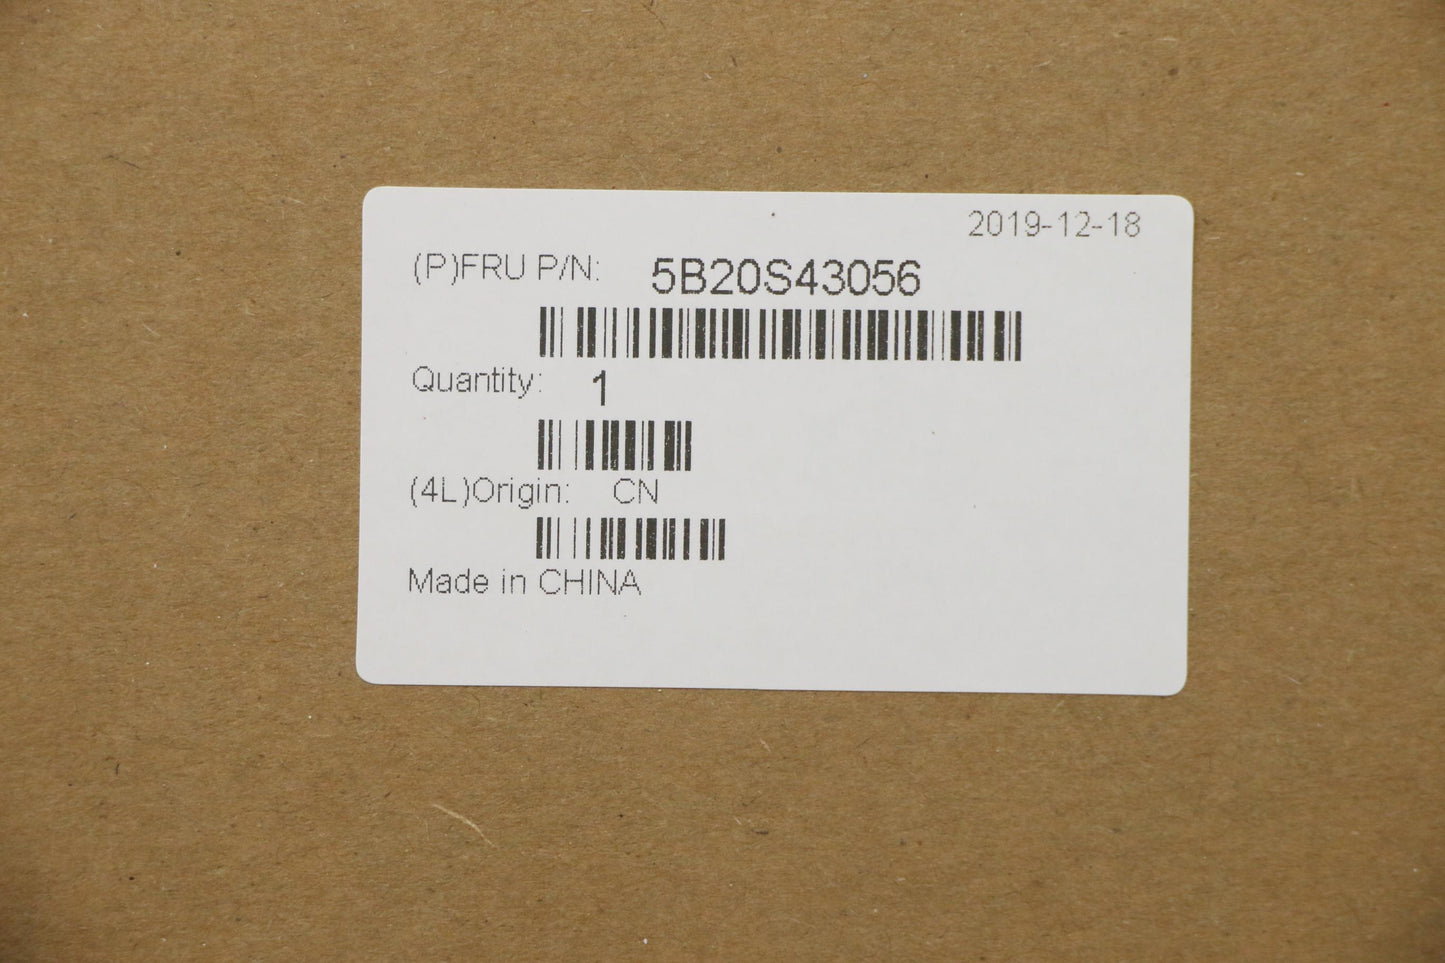 2019-12-18
(P)FRU P/N: 5B20S43056
Quantity: 1
(4L)Origin: CN
Made in CHINA